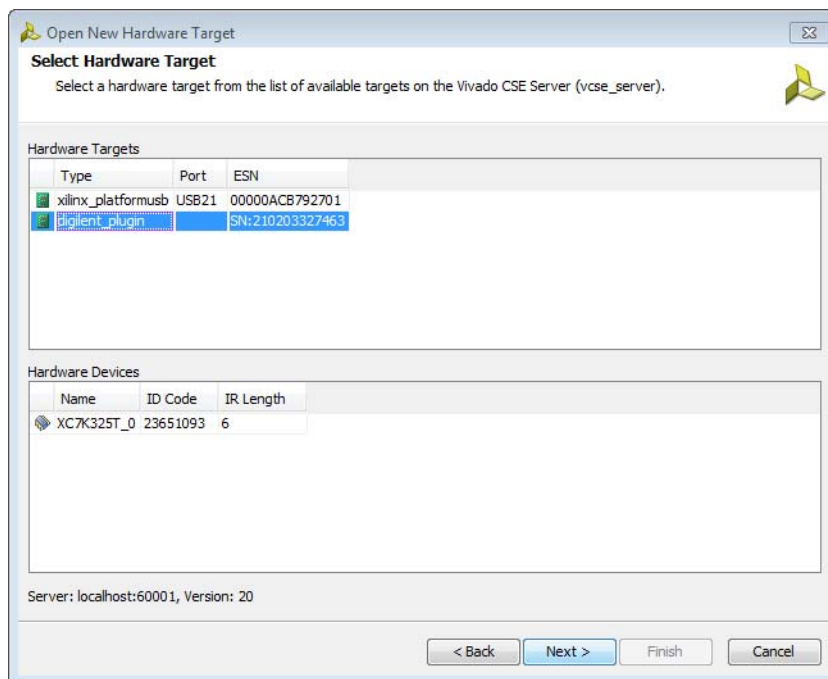 Open New Hardware Target
Select Hardware Target
Select a hardware target from the list of available targets on the Vivado CSE Server (vcse_server).
Hardware Targets
Type Port ESN
xilinx_platformusb USB21 00000ACB792701
digilent_plugin SN:210203327463
Hardware Devices
Name ID Code IR Length
XC7K325T_0 23651093 6
Server: localhost:60001, Version: 20
< Back Next > Finish Cancel